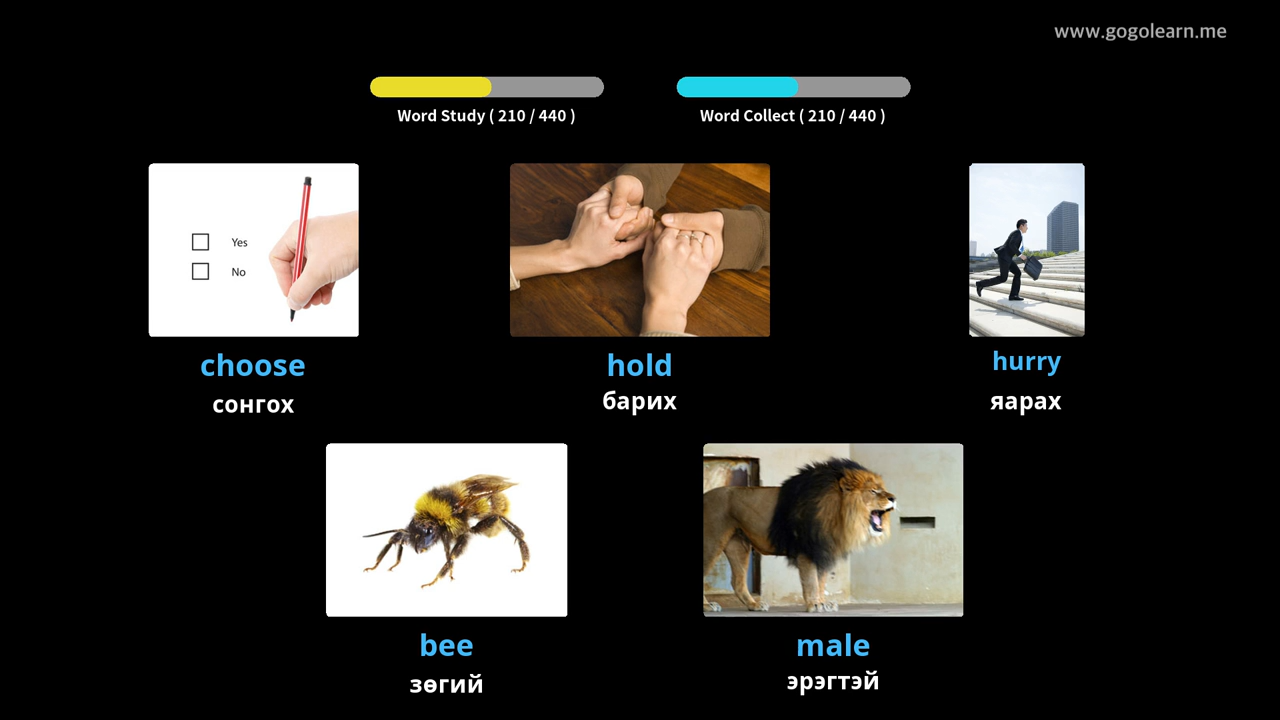 www.gogolearn.me
Word Study ( 210 / 440 )
Word Collect ( 210 / 440 )
Yes
No
choose
сонгох
hold
барих
hurry
яарах
bee
зөгий
male
эрэгтэй